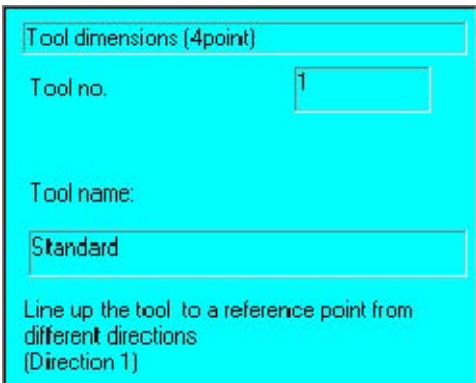 Tool dimensions (4point)
Tool no.
1
Tool name:
Standard
Line up the tool to a reference point from
different directions
(Direction 1)